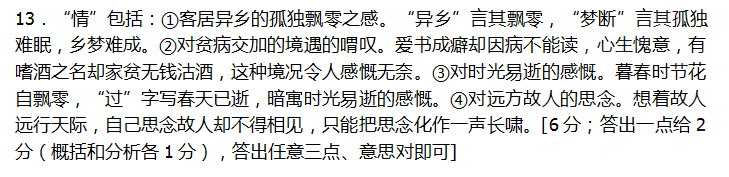 13．“情”包括：①客居异乡的孤独飘零之感。“异乡”言其飘零，“梦断”言其孤独
难眠，乡梦难成。②对贫病交加的境遇的喟叹。爱书成癖却因病不能读，心生愧意，有
嗜酒之名却家贫无钱沽酒，这种境况令人感慨无奈。③对时光易逝的感慨。暮春时节花
自飘零，“过”字写春天已逝，暗寓时光易逝的感慨。④对远方故人的思念。想着故人
远行天际，自己思念故人却不得相见，只能把思念化作一声长啸。[6分；答出一点给2
分（概括和分析各1分），答出任意三点、意思对即可]